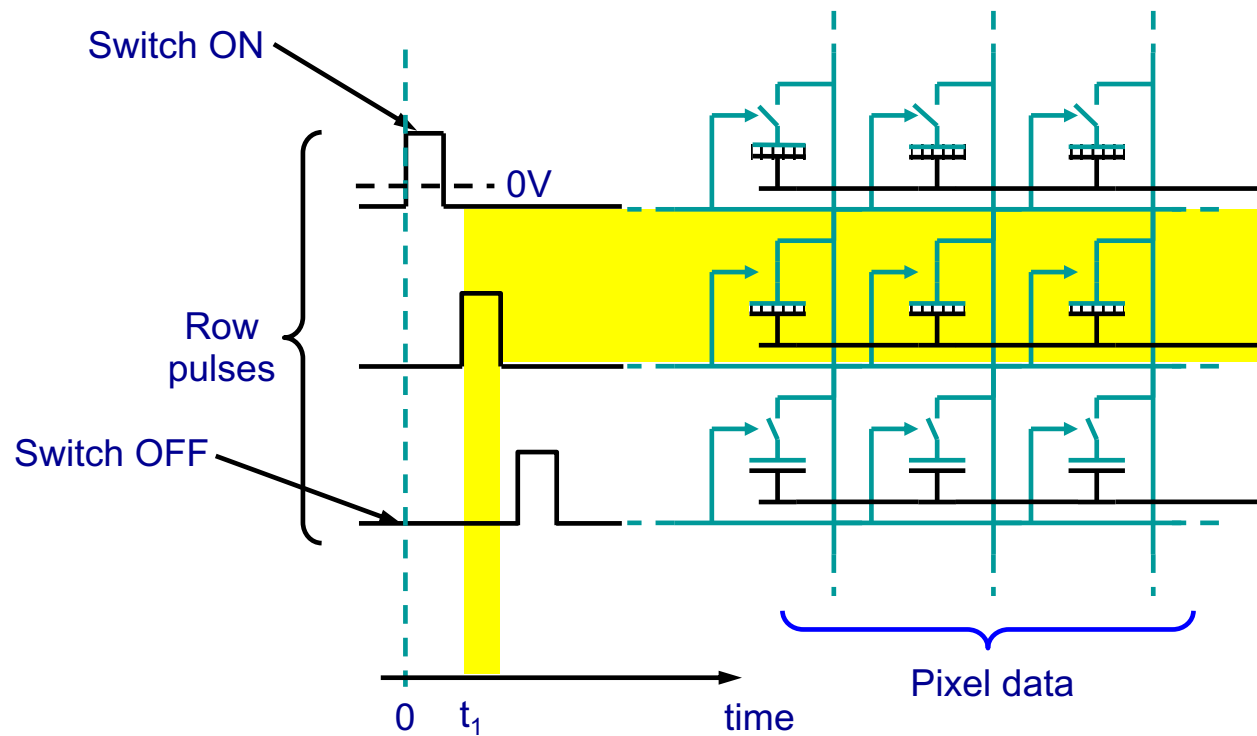 Switch ON
0V
Row
pulses
Switch OFF
Pixel data
0
t₁
time